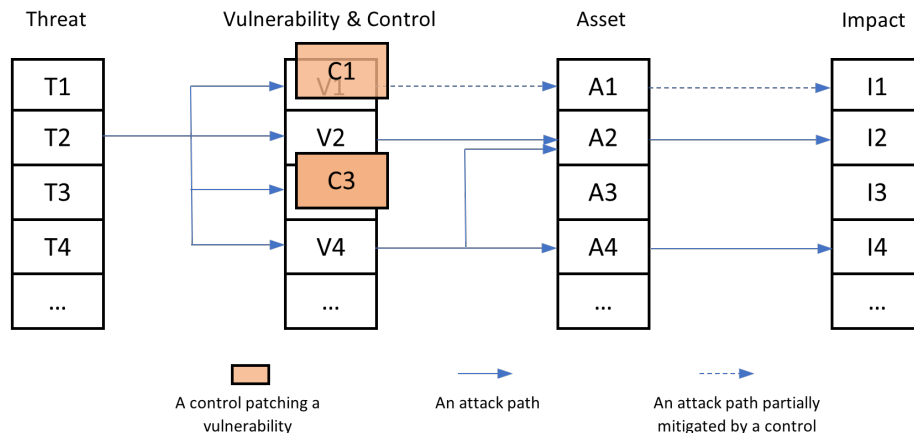 Threat
Vulnerability & Control
Asset
Impact
T1
C1
V1
A1
I1
T2
V2
A2
I2
T3
C3
A3
I3
T4
V4
A4
I4
...
...
...
...
A control patching a
vulnerability
An attack path
An attack path partially
mitigated by a control